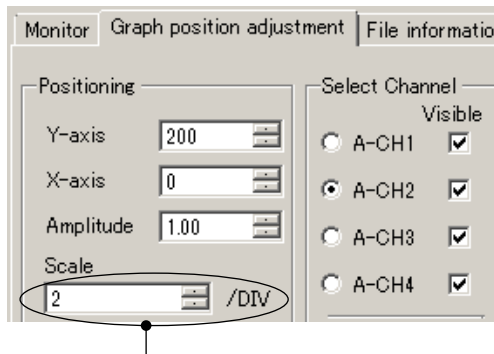 Monitor Graph position adjustment File informatio
Positioning
Y-axis 200
X-axis 0
Amplitude 1.00
Scale
2 /DIV
Select Channel
Visible
A-CH1
A-CH2
A-CH3
A-CH4